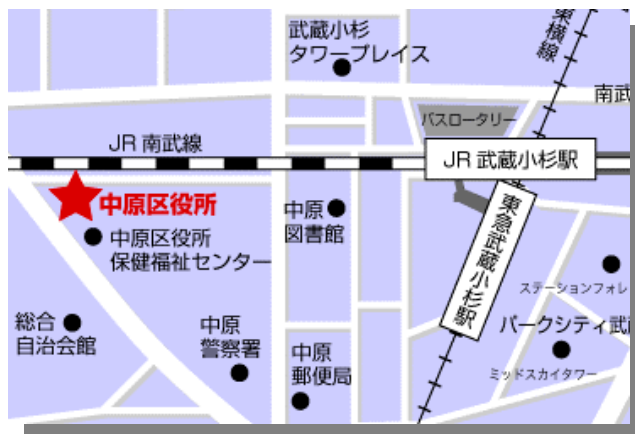 武蔵小杉
タワープレイス
東横線
南武
バスロータリー
JR 南武線
JR 武蔵小杉駅
中原区役所
中原
図書館
東急武蔵小杉駅
中原区役所
保健福祉センター
ステーションフォレ
総合
自治会館
中原
警察署
パークシティ武蔵
中原
郵便局
ミッドスカイタワー